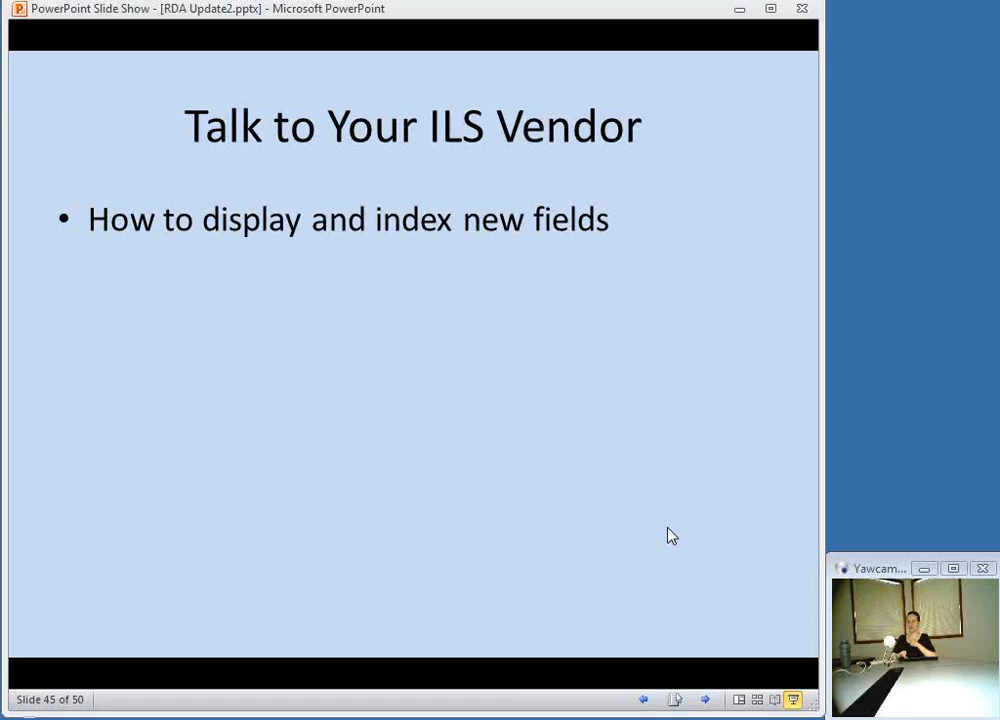 PowerPoint Slide Show - [RDA Update2.pptx] - Microsoft PowerPoint
Talk to Your ILS Vendor
• How to display and index new fields
Yawcam...
Slide 45 of 50